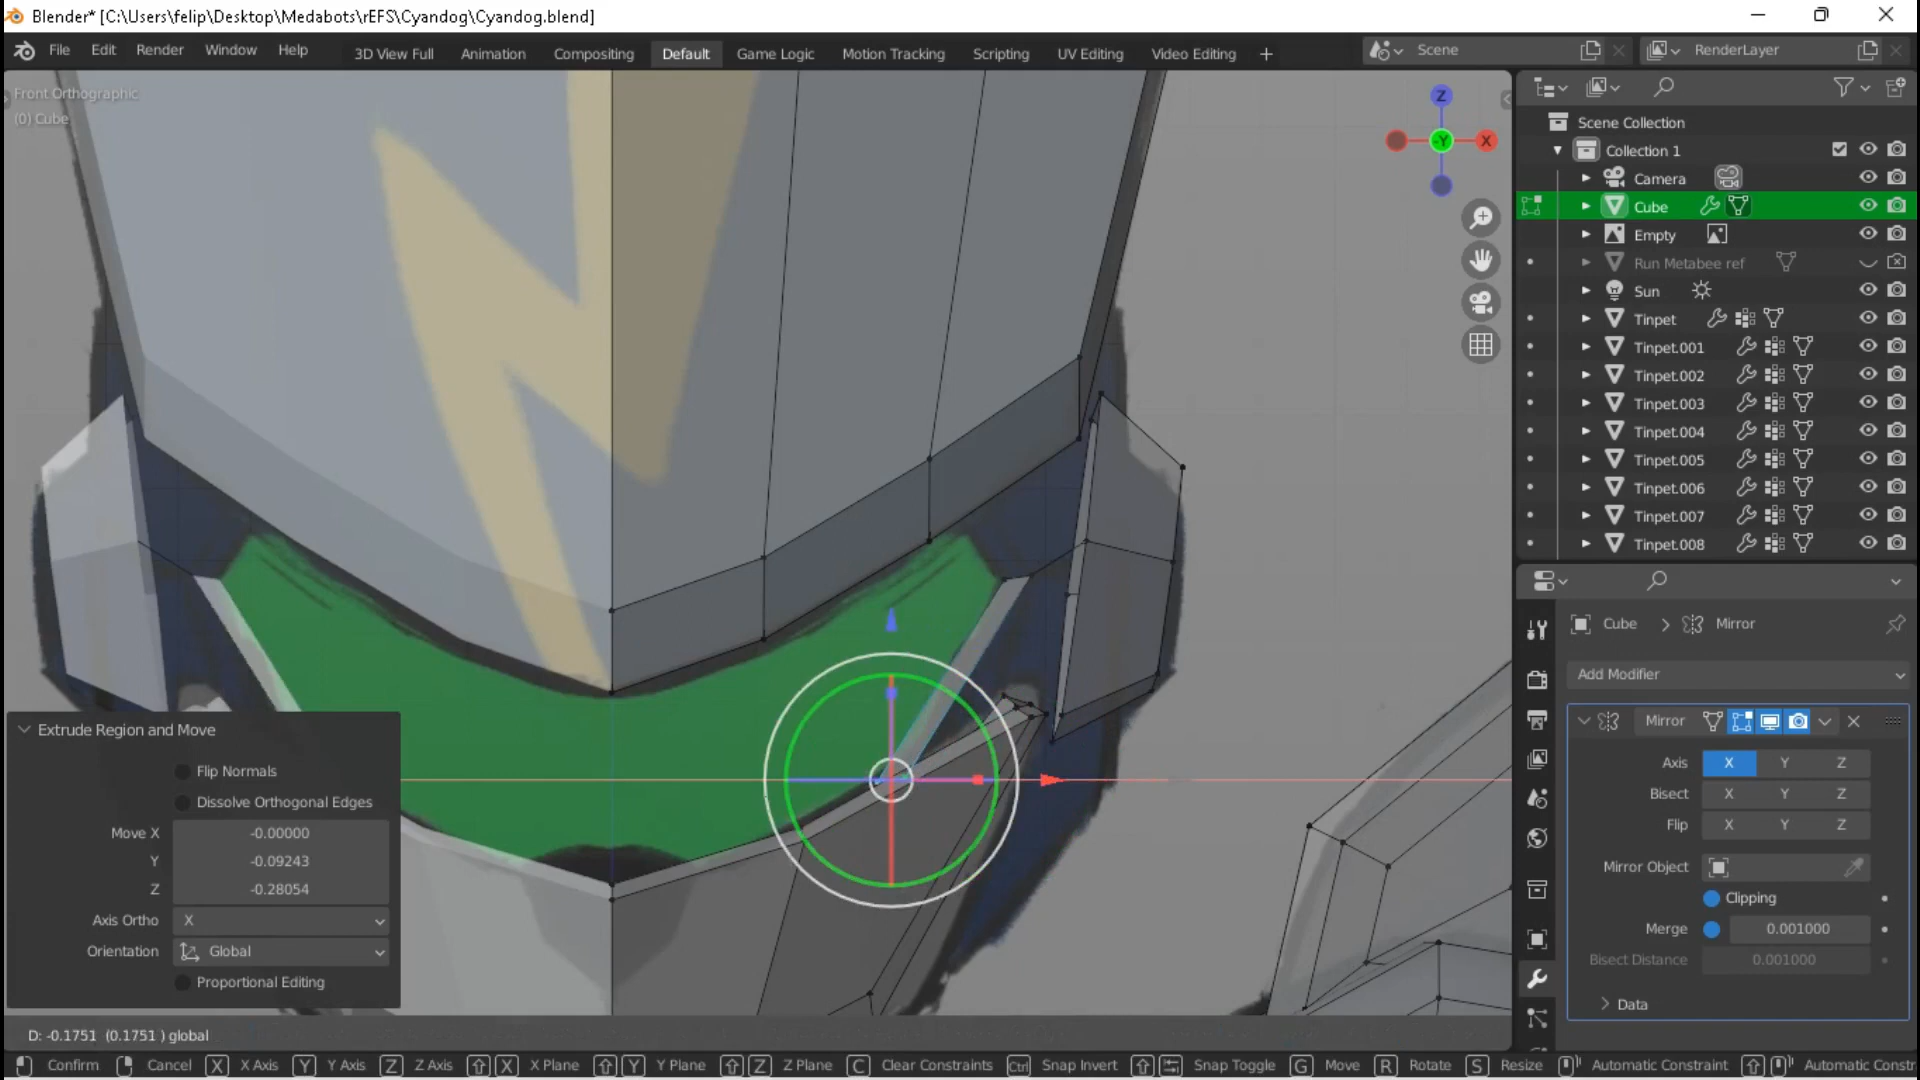 Blender* [C:\Users\felip\Desktop\Medabots\rEFS\Cyandog\Cyandog.blend]
File Edit Render Window Help 3D View Full Animation Compositing Default Game Logic Motion Tracking Scripting UV Editing Video Editing + Scene RenderLayer
Front Orthographic
(0) Cube
Z
Y
X
Scene Collection
Collection 1
Camera
Cube
Empty
Run Metabee ref
Sun
Tinpet
Tinpet.001
Tinpet.002
Tinpet.003
Tinpet.004
Tinpet.005
Tinpet.006
Tinpet.007
Tinpet.008
Cube > Mirror
Add Modifier
Mirror
Axis X Y Z
Bisect X Y Z
Flip X Y Z
Mirror Object
Clipping
Merge 0.001000
Bisect Distance 0.001000
Data
Extrude Region and Move
Flip Normals
Dissolve Orthogonal Edges
Move X -0.00000
Y -0.09243
Z -0.28054
Axis Ortho X
Orientation Global
Proportional Editing
D: -0.1751 (0.1751 ) global
Confirm Cancel X X Axis Y Y Axis Z Z Axis X X Plane Y Y Plane Z Z Plane C Clear Constraints Ctrl Snap Invert Snap Toggle G Move R Rotate S Resize Automatic Constraint Automatic Constr